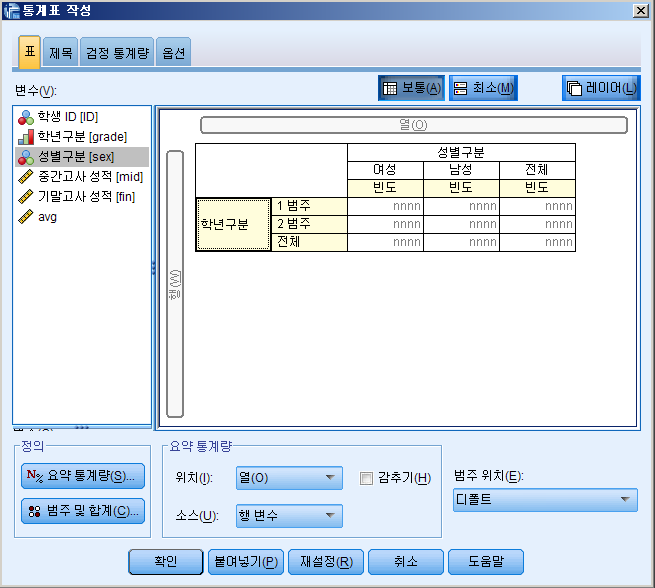 통계표 작성
표 제목 검정 통계량 옵션
변수(V): 보통(A) 최소(M) 레이어(L)
학생 ID [ID]
학년구분 [grade]
성별구분 [sex]
중간고사 성적 [mid]
기말고사 성적 [fin]
avg
열(O)
행(W)
성별구분
여성 남성 전체
빈도 빈도 빈도
학년구분 1 범주 nnnn nnnn nnnn
2 범주 nnnn nnnn nnnn
전체 nnnn nnnn nnnn
정의
N% 요약 통계량(S)...
범주 및 합계(C)...
요약 통계량
위치(I): 열(O) 감추기(H)
소스(U): 행 변수
범주 위치(E):
디폴트
확인 붙여넣기(P) 재설정(R) 취소 도움말